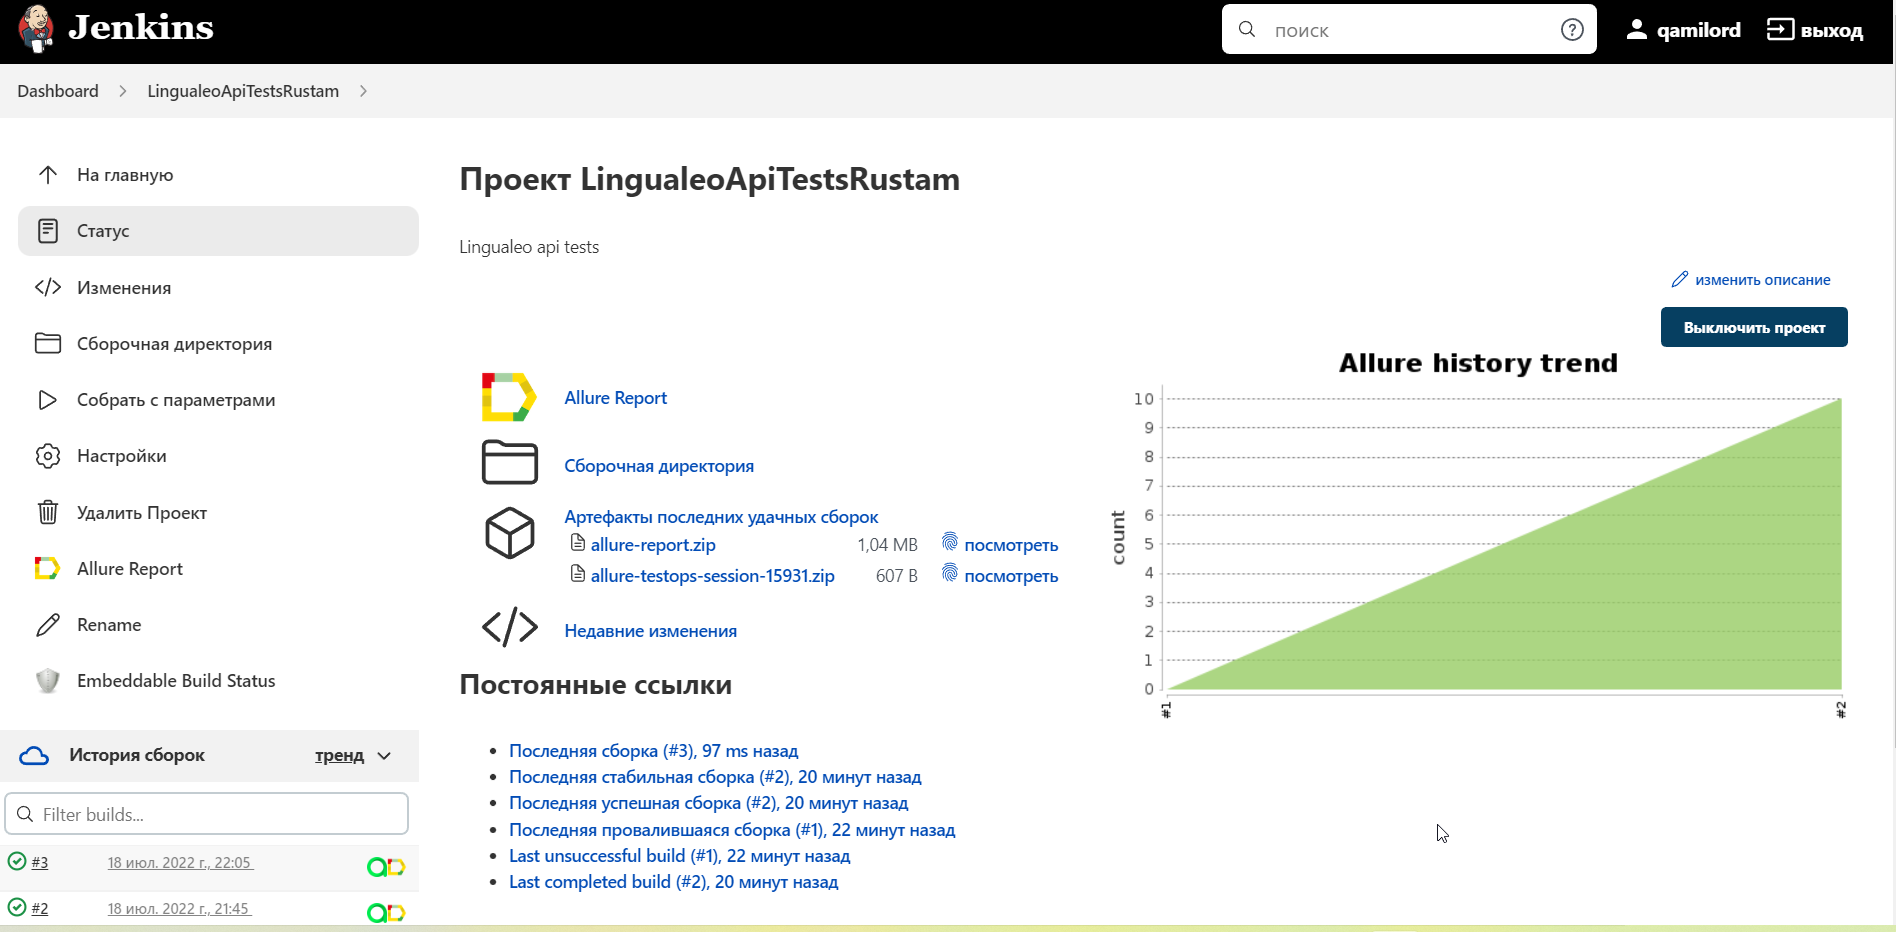 Jenkins
поиск
qamilord
выход
Dashboard
LingualeoApiTestsRustam
На главную
Статус
Изменения
Сборочная директория
Собрать с параметрами
Настройки
Удалить Проект
Allure Report
Rename
Embeddable Build Status
История сборок
тренд
Filter builds...
#3
18 июл. 2022 г., 22:05
#2
18 июл. 2022 г., 21:45
Проект LingualeoApiTestsRustam
Lingualeo api tests
изменить описание
Выключить проект
Allure Report
Сборочная директория
Артефакты последних удачных сборок
allure-report.zip 1,04 MB посмотреть
allure-testops-session-15931.zip 607 B посмотреть
Недавние изменения
Постоянные ссылки
Последняя сборка (#3), 97 ms назад
Последняя стабильная сборка (#2), 20 минут назад
Последняя успешная сборка (#2), 20 минут назад
Последняя провалившаяся сборка (#1), 22 минут назад
Last unsuccessful build (#1), 22 минут назад
Last completed build (#2), 20 минут назад
Allure history trend
count
10
9
8
7
6
5
4
3
2
1
0
#1
#2